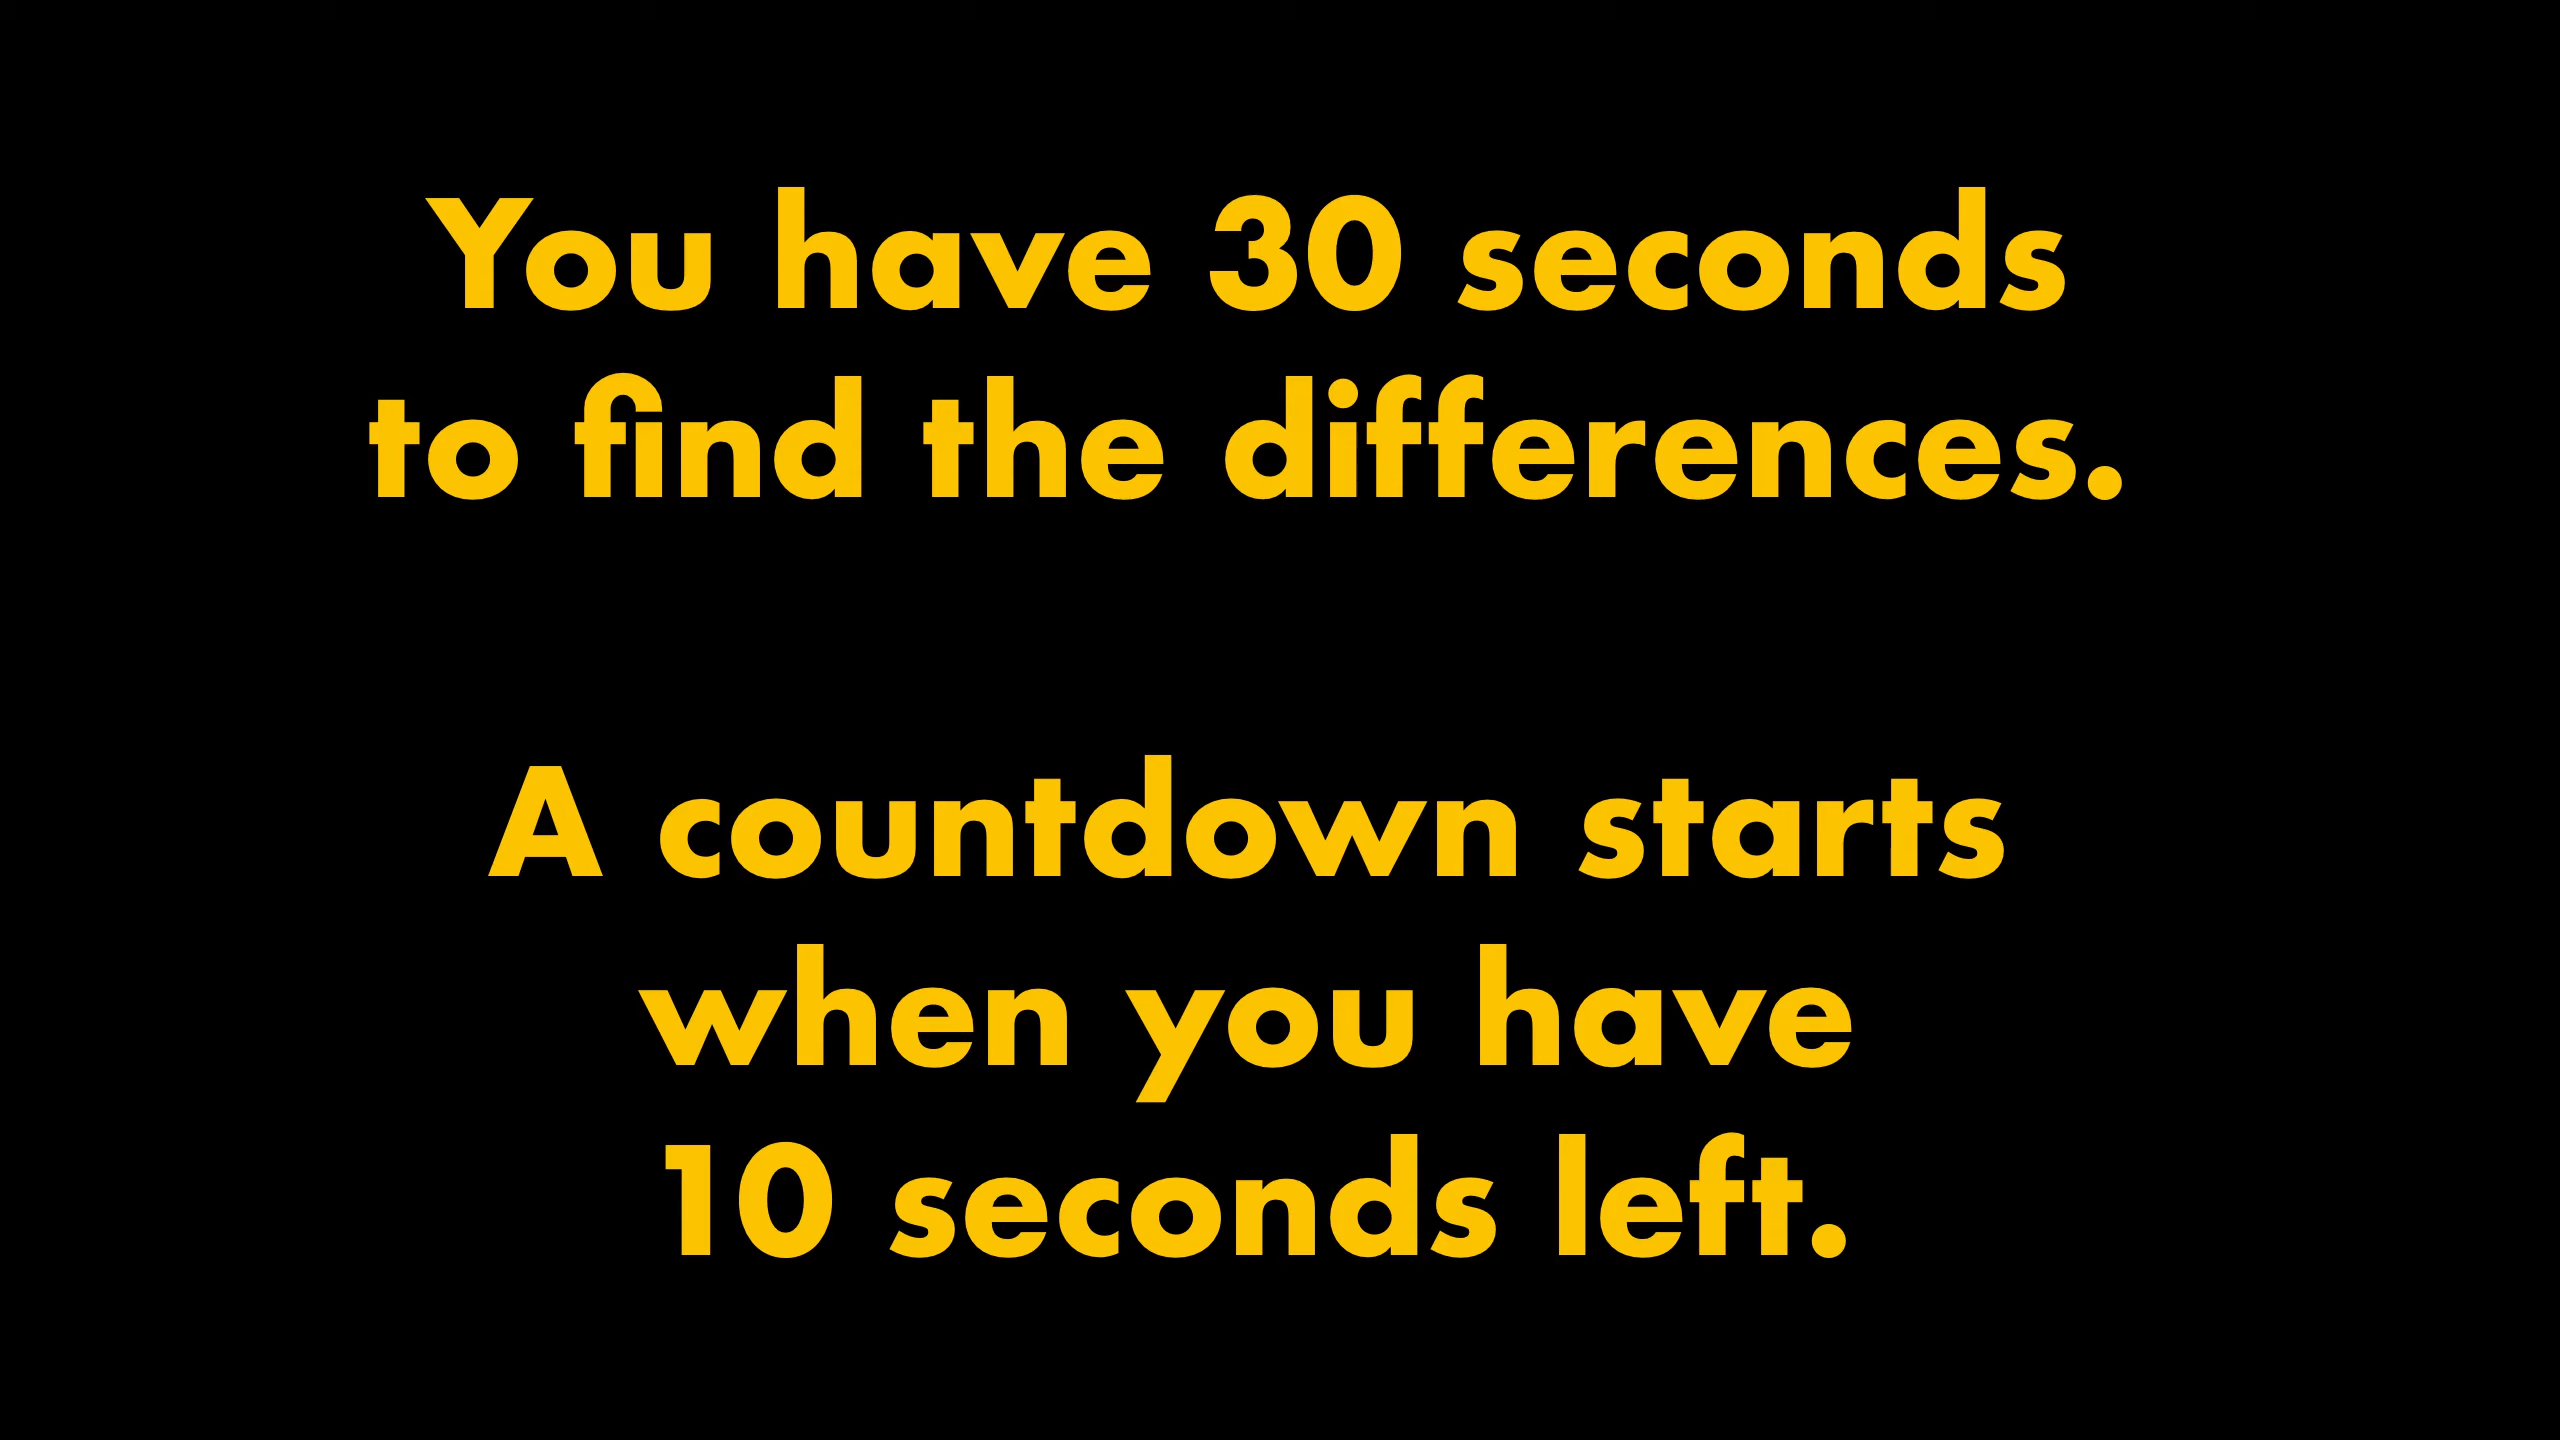 You have 30 seconds
to find the differences.
A countdown starts
when you have
10 seconds left.